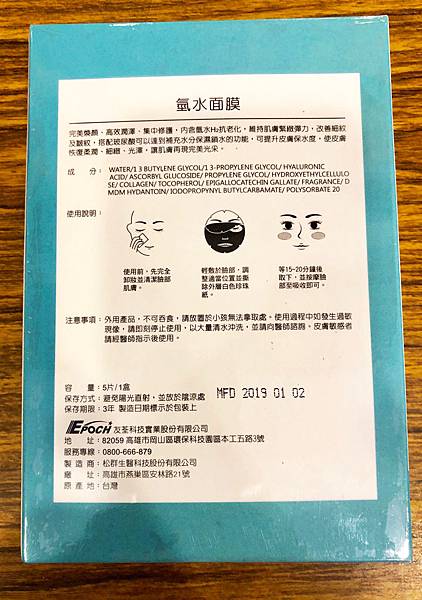 氫水面膜
完美煥顏、高效潤澤、集中修護，內含氫水H₂抗老化，維持肌膚緊緻彈力，改善細紋
及皺紋，搭配玻尿酸可以達到補充水分保濕鎖水的功能，可提升皮膚保水度，使皮膚
恢復柔潤、細緻、光澤，讓肌膚再現完美光采。
成 分： WATER/1 3 BUTYLENE GLYCOL/1 3-PROPYLENE GLYCOL/ HYALURONIC
ACID/ ASCORBYL GLUCOSIDE/ PROPYLENE GLYCOL/ HYDROXYETHYLCELLULO
SE/ COLLAGEN/ TOCOPHEROL/ EPIGALLOCATECHIN GALLATE/ FRAGRANCE/ D
MDM HYDANTOIN/ IODOPROPYNYL BUTYLCARBAMATE/ POLYSORBATE 20
使用說明：
使用前，先完全
卸妝並清潔臉部
肌膚。
輕敷於臉部，調
整適當位置並撕
除外層白色珍珠
紙。
等15-20分鐘後
取下，並按摩臉
部至吸收即可。
注意事項：外用產品，不可吞食，請放置於小孩無法拿取處。使用過程中如發生過敏
現像，請即刻停止使用，以大量清水沖洗，並請向醫師諮詢。皮膚敏感者
請經醫師指示後使用。
容 量：5片/1盒
保存方式：避免陽光直射，並放於陰涼處
保存期限：3年 製造日期標示於包裝上
MFD 2019 01 02
EPOCH 友荃科技實業股份有限公司
地 址：82059 高雄市岡山區環保科技園區本工五路3號
服務專線：0800-666-879
製造商：松群生醫科技股份有限公司
廠 址：高雄市燕巢區安林路21號
原產地：台灣